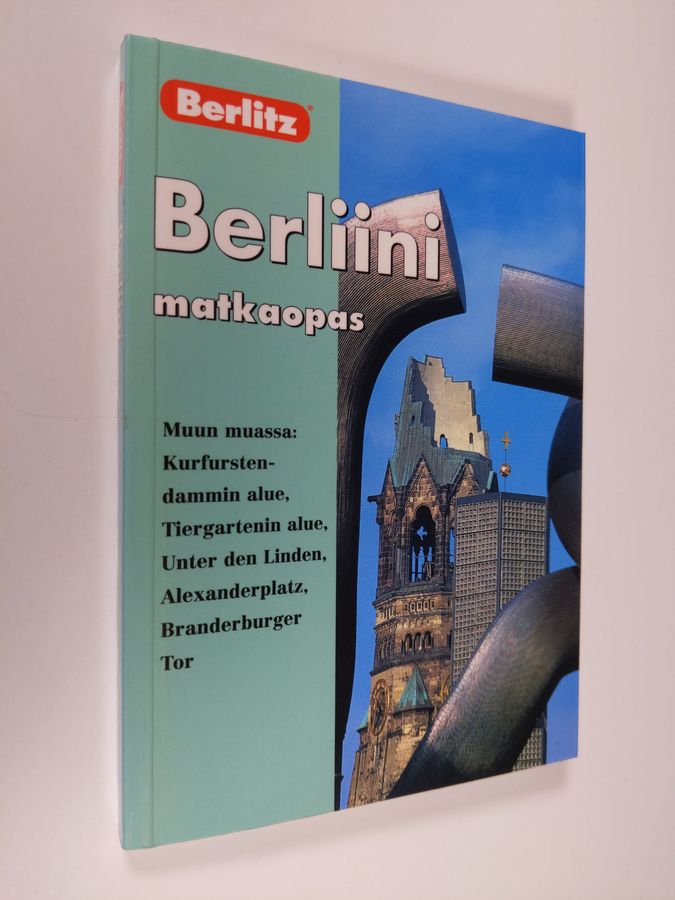 Berlitz®
Berliini
matkaopas
Muun muassa:
Kurfursten-
dammin alue,
Tiergartenin alue,
Unter den Linden,
Alexanderplatz,
Branderburger
Tor